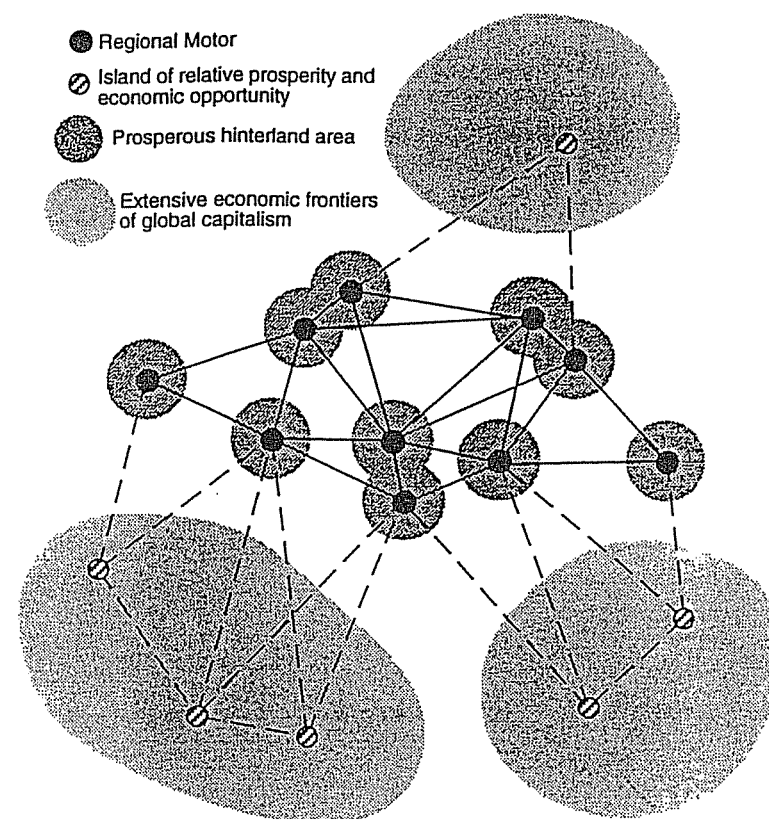 Regional Motor
Island of relative prosperity and
economic opportunity
Prosperous hinterland area
Extensive economic frontiers
of global capitalism